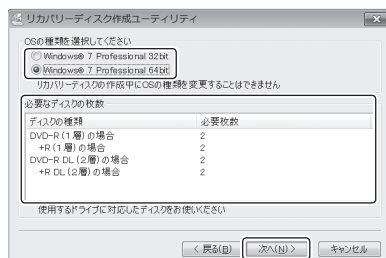 リカバリーディスク作成ユーティリティ
OSの種類を選択してください
Windows® 7 Professional 32bit
Windows® 7 Professional 64bit
リカバリーディスクの作成中にOSの種類を変更することはできません
必要なディスクの枚数
ディスクの種類 必要枚数
DVD-R (1層) の場合 2
+R (1層) の場合 2
DVD-R DL (2層) の場合 2
+R DL (2層) の場合 2
使用するドライブに対応したディスクをお使いください
< 戻る(B) 次へ(N) > キャンセル